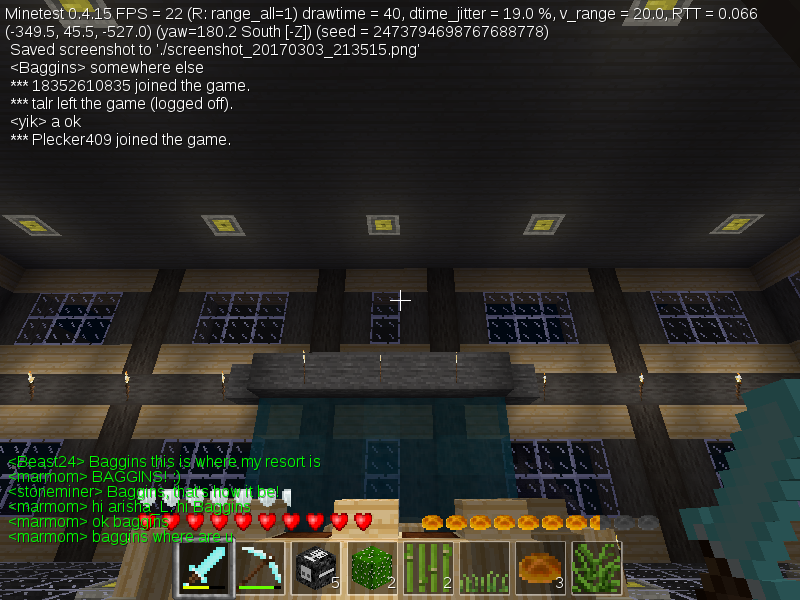 Minetest 0.4.15 FPS = 22 (R: range_all=1) drawtime = 40, dtime_jitter = 19.0 %, v_range = 20.0, RTT = 0.066
(-349.5, 45.5, -527.0) (yaw=180.2 South [-Z]) (seed = 2473794698767688778)
Saved screenshot to './screenshot_20170303_213515.png'
<Baggins> somewhere else
*** 18352610835 joined the game.
*** talr left the game (logged off).
<yik> a ok
*** Plecker409 joined the game.
<Beast24> Baggins this is where my resort is
<marmom> BAGGINS! :)
<stoneminer> Baggins, that's how it be!
<marmom> hi arisha_L, hi Baggins
<marmom> ok baggins
<marmom> baggins where are u
5
2
2
3